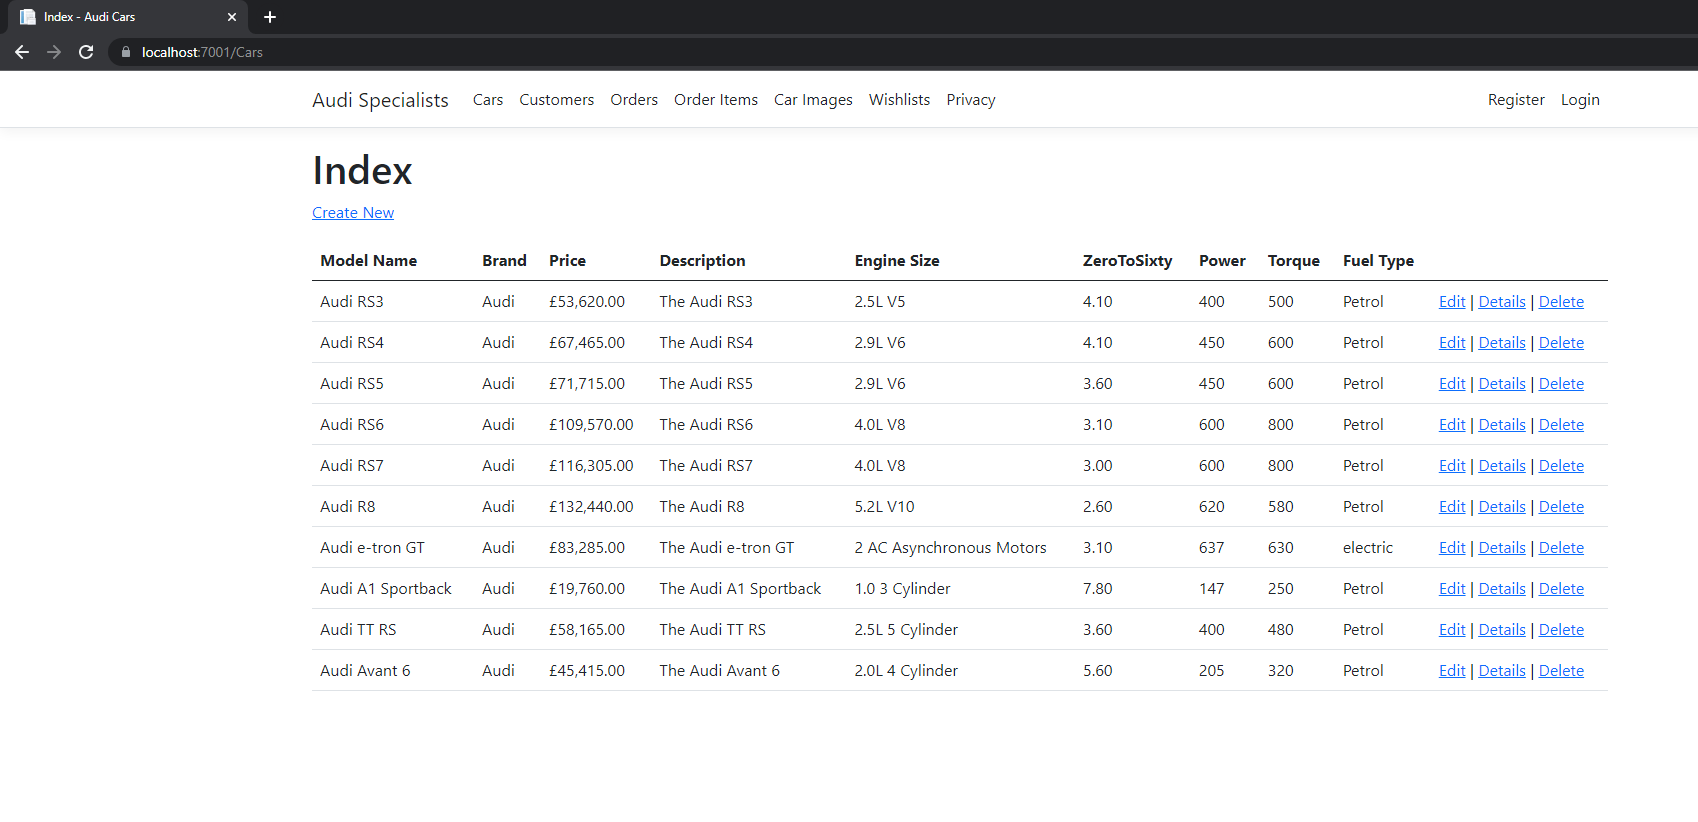 Index - Audi Cars
localhost:7001/Cars
Audi Specialists Cars Customers Orders Order Items Car Images Wishlists Privacy Register Login
Index
Create New
Model Name Brand Price Description Engine Size ZeroToSixty Power Torque Fuel Type
Audi RS3 Audi £53,620.00 The Audi RS3 2.5L V5 4.10 400 500 Petrol Edit | Details | Delete
Audi RS4 Audi £67,465.00 The Audi RS4 2.9L V6 4.10 450 600 Petrol Edit | Details | Delete
Audi RS5 Audi £71,715.00 The Audi RS5 2.9L V6 3.60 450 600 Petrol Edit | Details | Delete
Audi RS6 Audi £109,570.00 The Audi RS6 4.0L V8 3.10 600 800 Petrol Edit | Details | Delete
Audi RS7 Audi £116,305.00 The Audi RS7 4.0L V8 3.00 600 800 Petrol Edit | Details | Delete
Audi R8 Audi £132,440.00 The Audi R8 5.2L V10 2.60 620 580 Petrol Edit | Details | Delete
Audi e-tron GT Audi £83,285.00 The Audi e-tron GT 2 AC Asynchronous Motors 3.10 637 630 electric Edit | Details | Delete
Audi A1 Sportback Audi £19,760.00 The Audi A1 Sportback 1.0 3 Cylinder 7.80 147 250 Petrol Edit | Details | Delete
Audi TT RS Audi £58,165.00 The Audi TT RS 2.5L 5 Cylinder 3.60 400 480 Petrol Edit | Details | Delete
Audi Avant 6 Audi £45,415.00 The Audi Avant 6 2.0L 4 Cylinder 5.60 205 320 Petrol Edit | Details | Delete